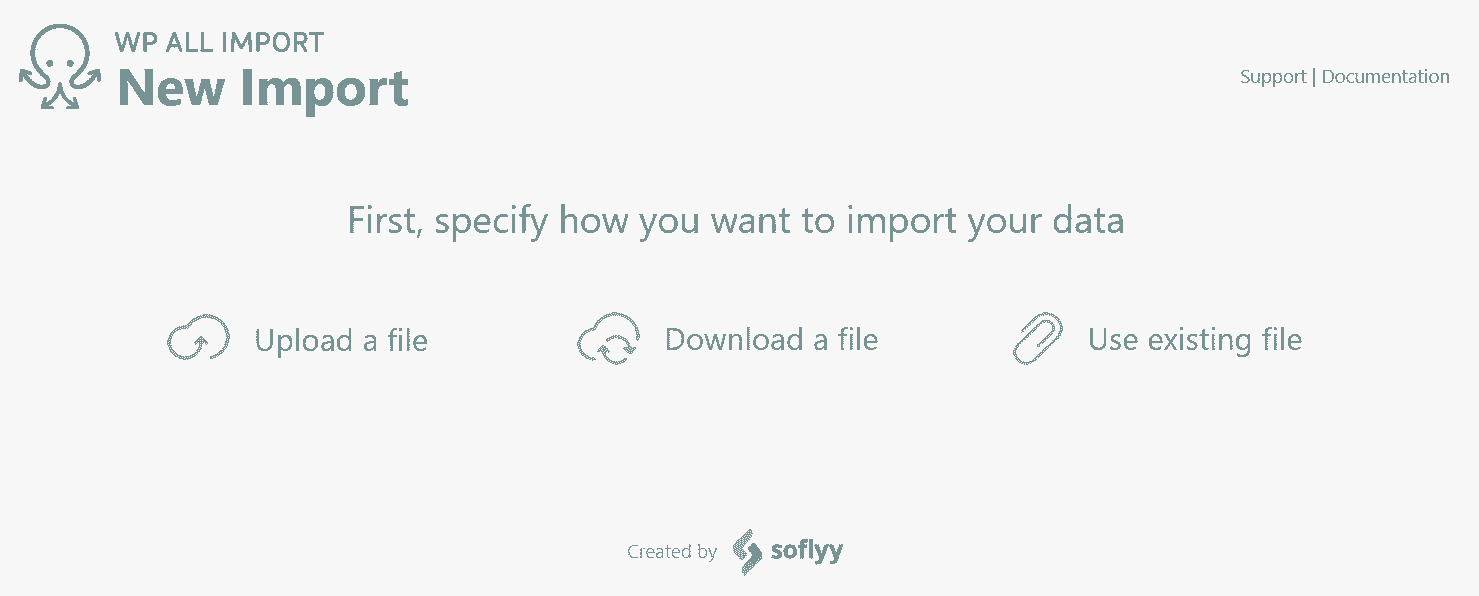 WP ALL IMPORT
New Import
Support | Documentation
First, specify how you want to import your data
Upload a file
Download a file
Use existing file
Created by soflyy